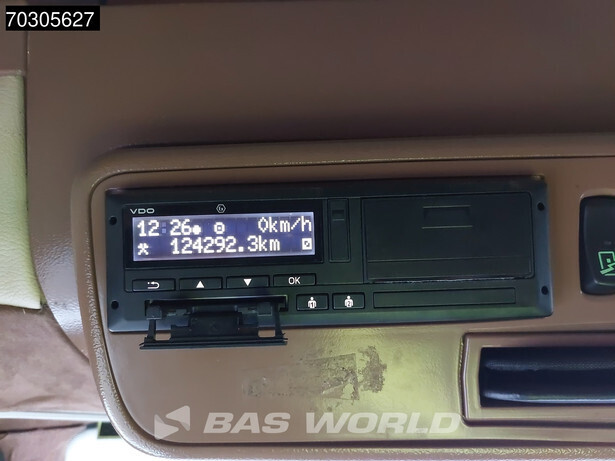 70305627
VDO
12:26 0km/h
124292.3km
OK
BAS WORLD